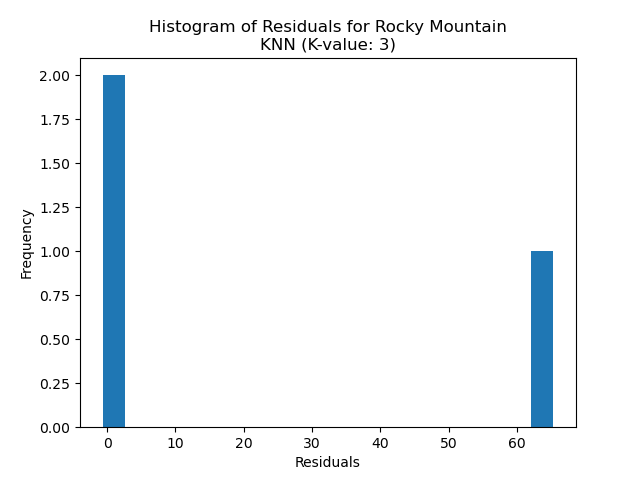 Histogram of Residuals for Rocky Mountain
KNN (K-value: 3)
2.00
1.75
1.50
1.25
1.00
0.75
0.50
0.25
0.00
Frequency
0 10 20 30 40 50 60
Residuals